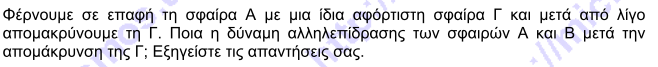 Φέρνουμε σε επαφή τη σφαίρα Α με μια ίδια αφόρτιστη σφαίρα Γ και μετά από λίγο
απομακρύνουμε τη Γ. Ποια η δύναμη αλληλεπίδρασης των σφαιρών Α και Β μετά την
απομάκρυνση της Γ; Εξηγείστε τις απαντήσεις σας.